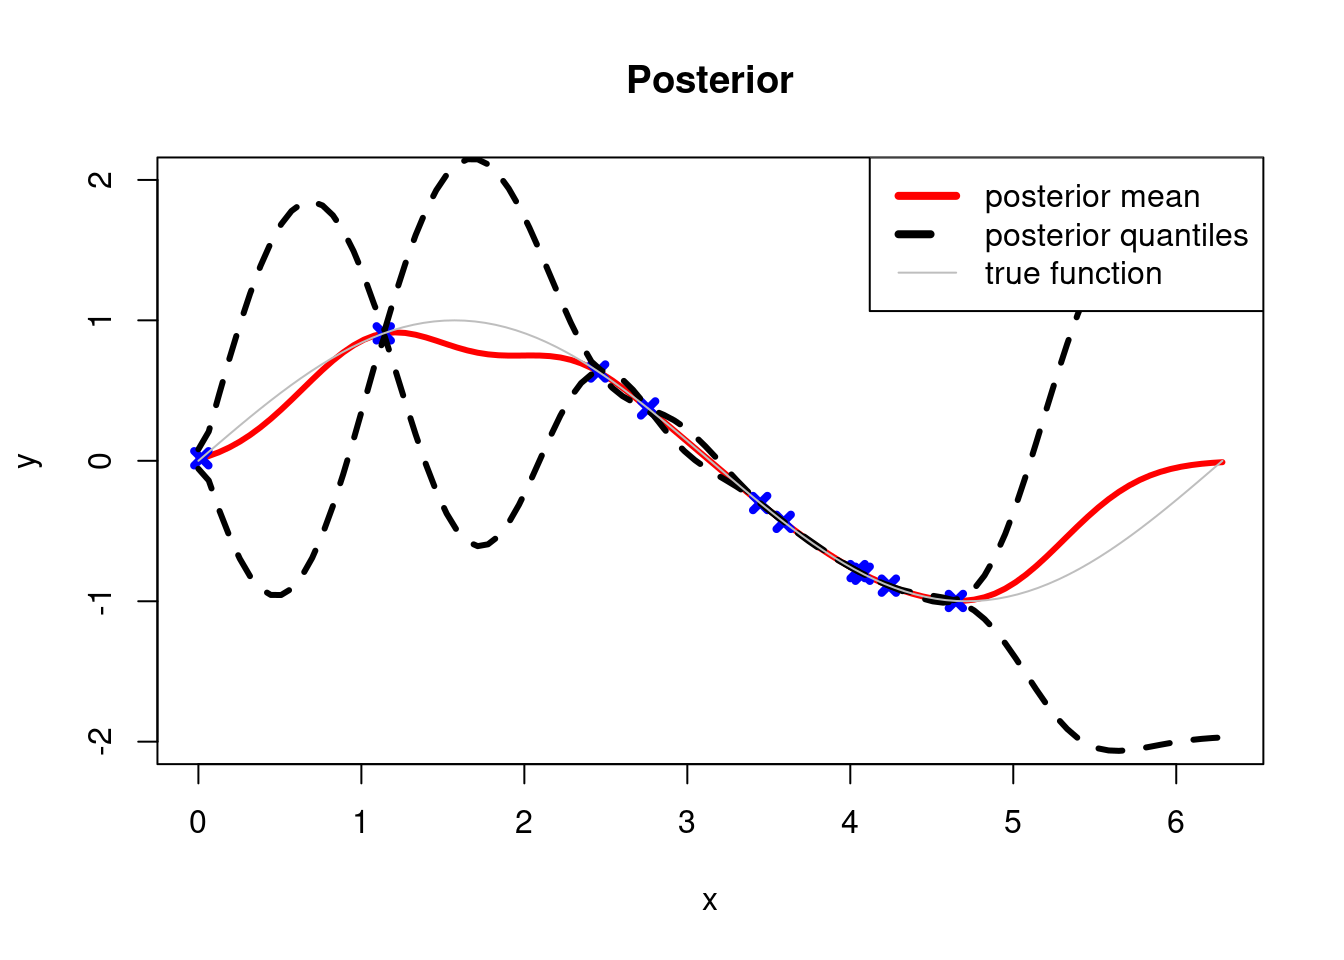 Posterior
posterior mean
posterior quantiles
true function
y
2
1
0
-1
-2
0 1 2 3 4 5 6
x